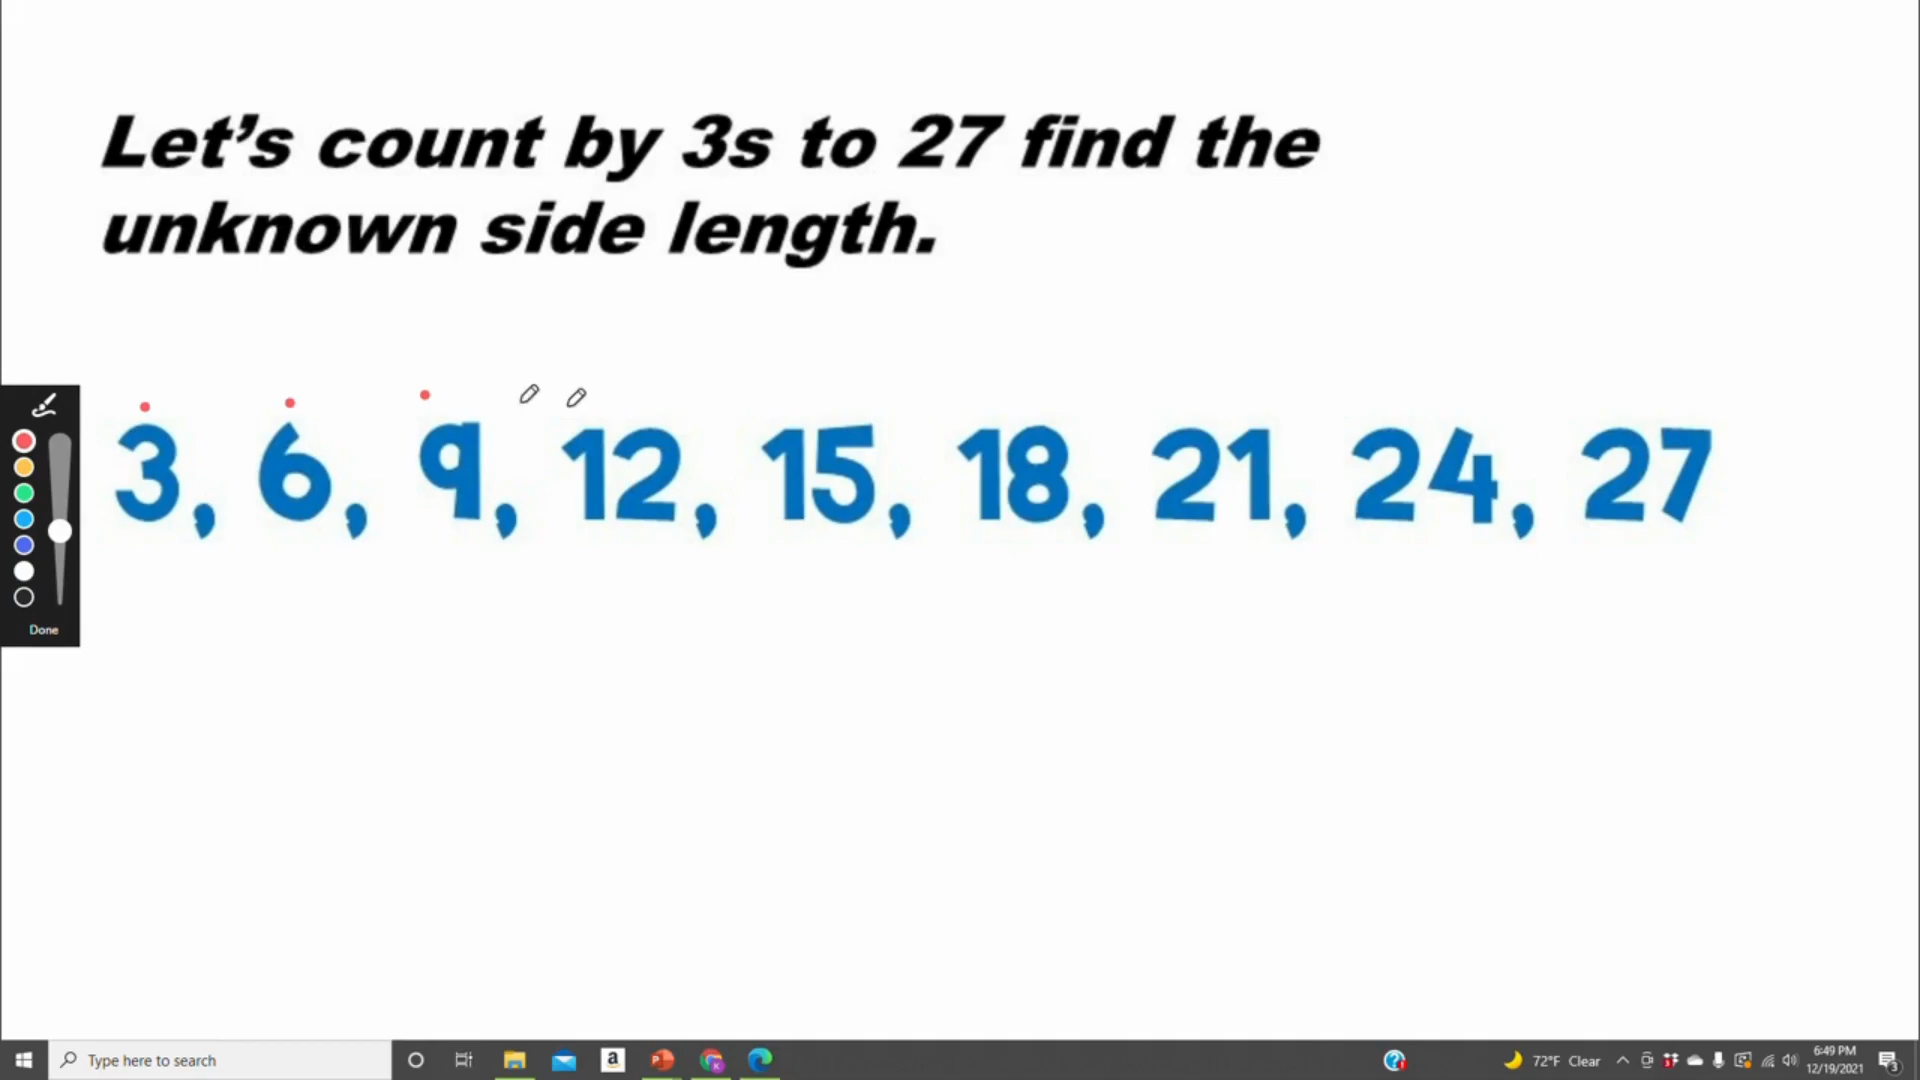 Let’s count by 3s to 27 find the
unknown side length.
3, 6, 9, 12, 15, 18, 21, 24, 27
Done
Type here to search
72°F Clear
6:49 PM
12/19/2021
3